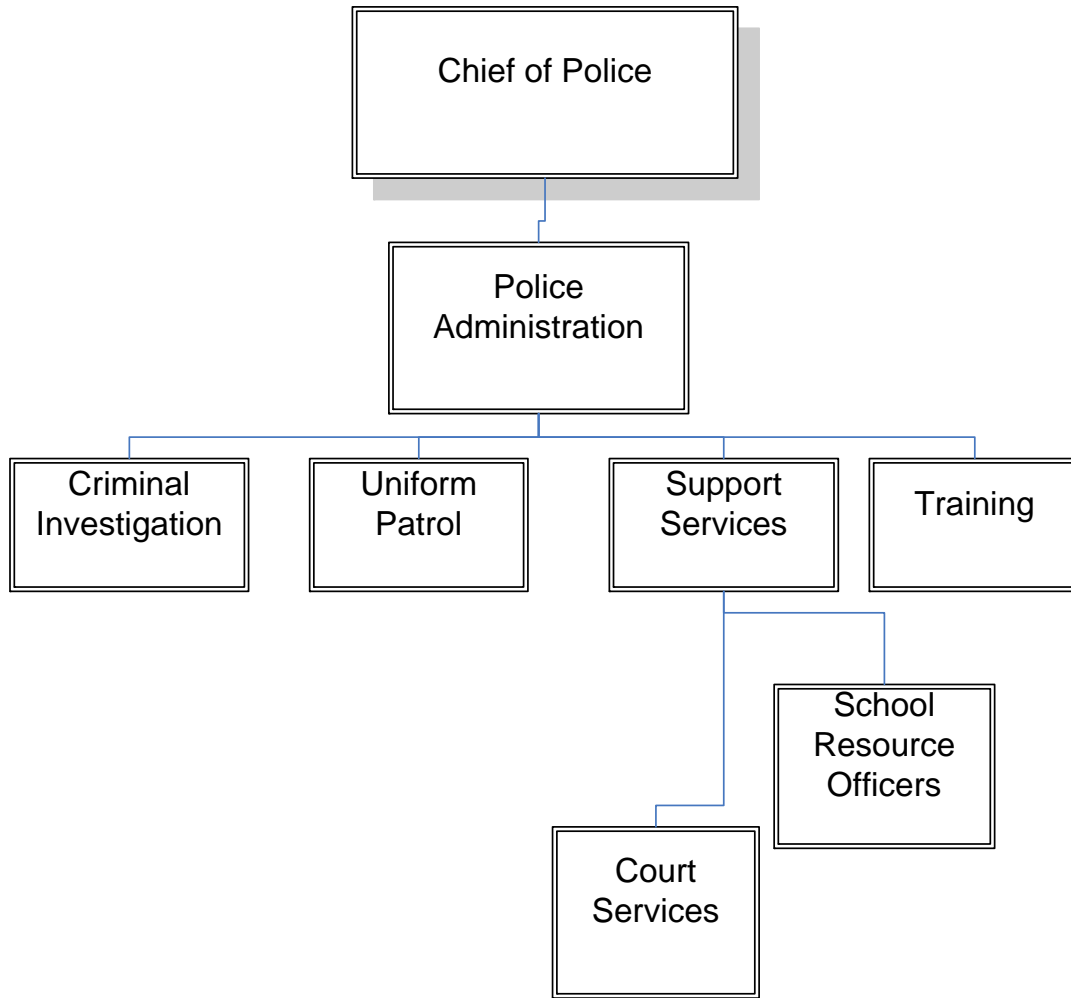 Chief of Police
Police
Administration
Criminal
Investigation
Uniform
Patrol
Support
Services
Training
School
Resource
Officers
Court
Services